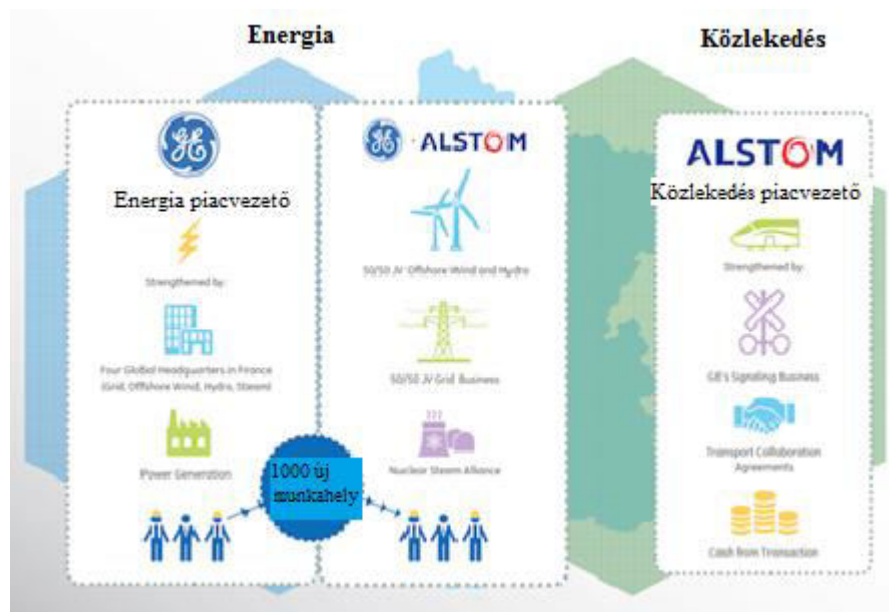 Energia
Közlekedés
GE
Energia piacvezető
Strengthened by:
Four Global Headquarters in France
(Grid, Offshore Wind, Hydro, Steam)
Power Generation
1000 új
munkahely
GE
ALSTOM
50/50 JV Offshore Wind and Hydro
50/50 JV Grid Business
Nuclear Steam Alliance
ALSTOM
Közlekedés piacvezető
Strengthened by:
GE's Signaling Business
Transport Collaboration
Agreements
Cash from Transaction